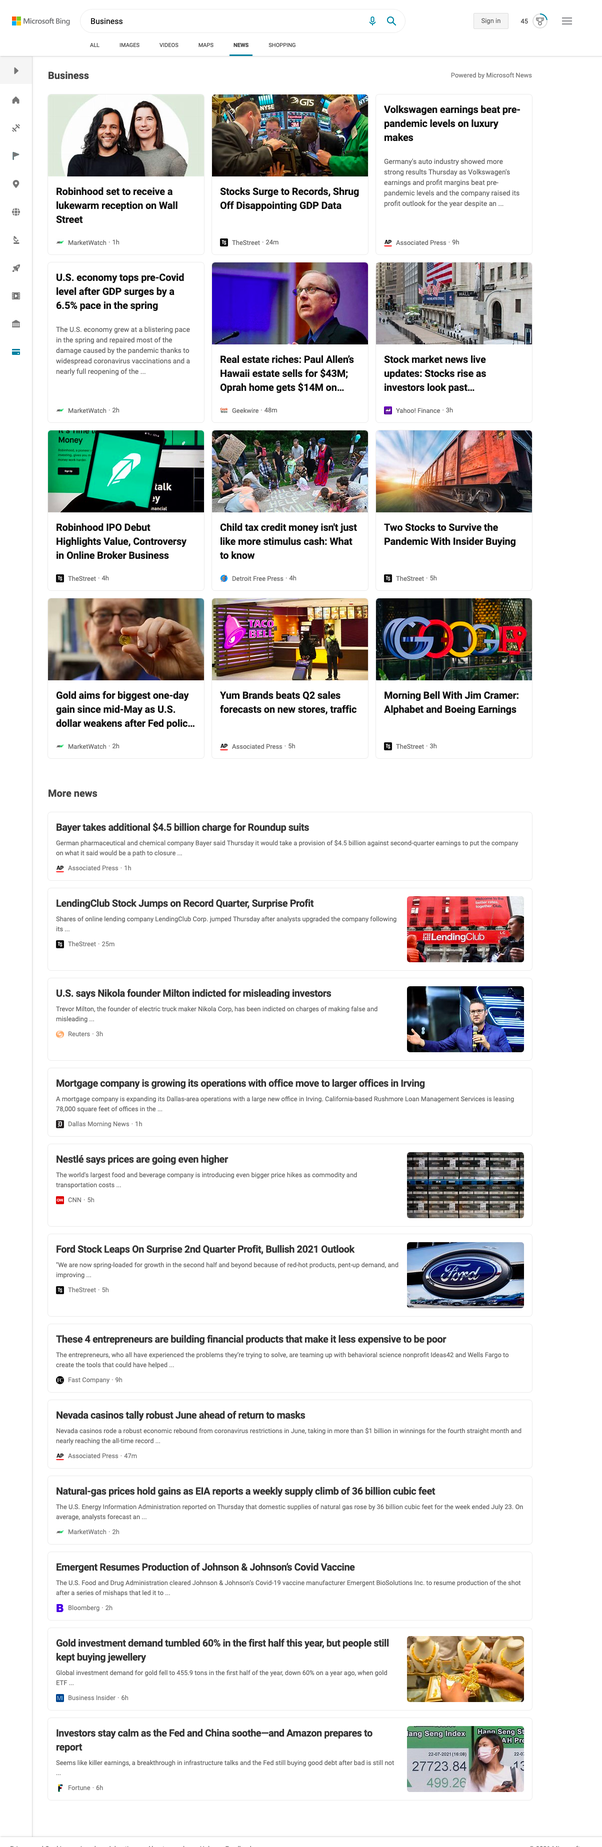 Microsoft Bing
Business
Sign in
45
ALL
IMAGES
VIDEOS
MAPS
NEWS
SHOPPING
Business
Powered by Microsoft News
Robinhood set to receive a
lukewarm reception on Wall
Street
MarketWatch · 1h
GTS
Stocks Surge to Records, Shrug
Off Disappointing GDP Data
TheStreet · 24m
Volkswagen earnings beat pre-
pandemic levels on luxury
makes
Germany's auto industry showed more
strong results Thursday as Volkswagen's
earnings and profit margins beat pre-
pandemic levels and the company raised its
profit outlook for the year despite an ...
AP Associated Press · 9h
U.S. economy tops pre-Covid
level after GDP surges by a
6.5% pace in the spring
The U.S. economy grew at a blistering pace
in the spring and repaired most of the
damage caused by the pandemic thanks to
widespread coronavirus vaccinations and a
nearly full reopening of the ...
MarketWatch · 2h
Real estate riches: Paul Allen's
Hawaii estate sells for $43M;
Oprah home gets $14M on...
Geekwire · 48m
Stock market news live
updates: Stocks rise as
investors look past...
Yahoo! Finance · 3h
Money
Robinhood IPO Debut
Highlights Value, Controversy
in Online Broker Business
TheStreet · 4h
Child tax credit money isn't just
like more stimulus cash: What
to know
Detroit Free Press · 4h
Two Stocks to Survive the
Pandemic With Insider Buying
TheStreet · 5h
Gold aims for biggest one-day
gain since mid-May as U.S.
dollar weakens after Fed polic...
MarketWatch · 2h
TACO
BELL
Yum Brands beats Q2 sales
forecasts on new stores, traffic
AP Associated Press · 5h
Google
Morning Bell With Jim Cramer:
Alphabet and Boeing Earnings
TheStreet · 3h
More news
Bayer takes additional $4.5 billion charge for Roundup suits
German pharmaceutical and chemical company Bayer said Thursday it would take a provision of $4.5 billion against second-quarter earnings to put the company
on what it said would be a path to closure ...
AP Associated Press · 1h
LendingClub Stock Jumps on Record Quarter, Surprise Profit
Shares of online lending company LendingClub Corp. jumped Thursday after analysts upgraded the company following
its ...
TheStreet · 25m
LendingClub
U.S. says Nikola founder Milton indicted for misleading investors
Trevor Milton, the founder of electric truck maker Nikola Corp, has been indicted on charges of making false and
misleading ...
Reuters · 3h
Mortgage company is growing its operations with office move to larger offices in Irving
A mortgage company is expanding its Dallas-area operations with a large new office in Irving. California-based Rushmore Loan Management Services is leasing
78,000 square feet of offices in the ...
D Dallas Morning News · 1h
Nestlé says prices are going even higher
The world's largest food and beverage company is introducing even bigger price hikes as commodity and
transportation costs ...
CNN CNN · 5h
Ford Stock Leaps On Surprise 2nd Quarter Profit, Bullish 2021 Outlook
"We are now spring-loaded for growth in the second half and beyond because of red-hot products, pent-up demand, and
improving ...
TheStreet · 5h
Ford
These 4 entrepreneurs are building financial products that make it less expensive to be poor
The entrepreneurs, who all have experienced the problems they're trying to solve, are teaming up with behavioral science nonprofit Ideas42 and Wells Fargo to
create the tools that could have helped ...
Fast Company · 9h
Nevada casinos tally robust June ahead of return to masks
Nevada casinos rode a robust economic rebound from coronavirus restrictions in June, taking in more than $1 billion in winnings for the fourth straight month and
nearly reaching the all-time record ...
AP Associated Press · 47m
Natural-gas prices hold gains as EIA reports a weekly supply climb of 36 billion cubic feet
The U.S. Energy Information Administration reported on Thursday that domestic supplies of natural gas rose by 36 billion cubic feet for the week ended July 23. On
average, analysts forecast an ...
MarketWatch · 2h
Emergent Resumes Production of Johnson & Johnson's Covid Vaccine
The U.S. Food and Drug Administration cleared Johnson & Johnson's Covid-19 vaccine manufacturer Emergent BioSolutions Inc. to resume production of the shot
after a series of mishaps that led it to ...
B Bloomberg · 2h
Gold investment demand tumbled 60% in the first half this year, but people still
kept buying jewellery
Global investment demand for gold fell to 455.9 tons in the first half of the year, down 60% on a year ago, when gold
ETF ...
BI Business Insider · 6h
Investors stay calm as the Fed and China soothe—and Amazon prepares to
report
Seems like killer earnings, a breakthrough in infrastructure talks and the Fed still buying good debt after bad is still not
...
F Fortune · 6h
Hang Seng Index
22-07-2021
27723.84
499.26